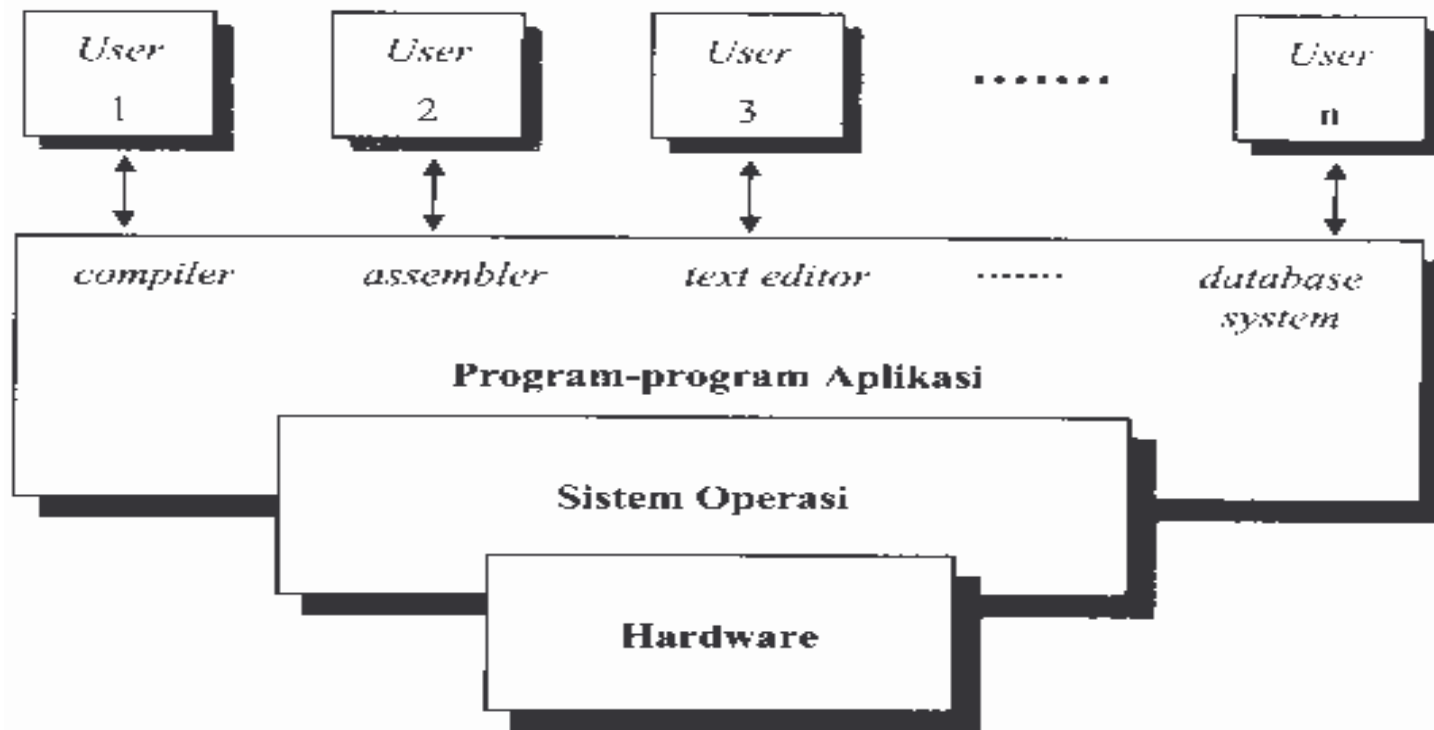 User User User ....... User
1 2 3 n
compiler assembler text editor ....... database
system
Program-program Aplikasi
Sistem Operasi
Hardware